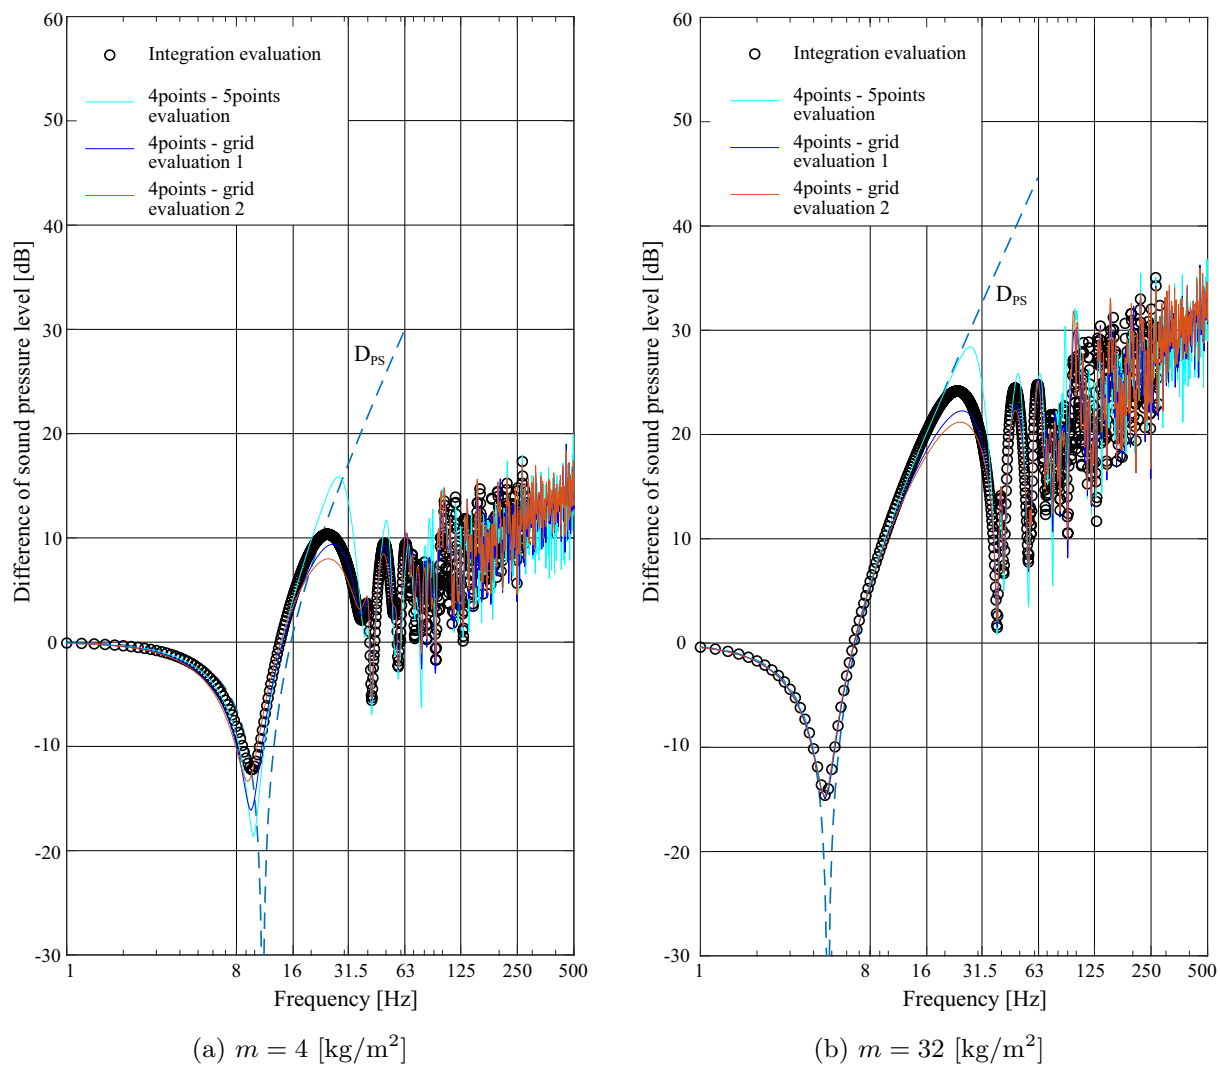 60
50
40
30
20
10
0
-10
-20
-30
Difference of sound pressure level [dB]
Integration evaluation
4points - 5points
evaluation
4points - grid
evaluation 1
4points - grid
evaluation 2
D_PS
1
8
16
31.5
63
125
250
500
Frequency [Hz]
(a) m = 4 [kg/m²]
60
50
40
30
20
10
0
-10
-20
-30
Difference of sound pressure level [dB]
Integration evaluation
4points - 5points
evaluation
4points - grid
evaluation 1
4points - grid
evaluation 2
D_PS
1
8
16
31.5
63
125
250
500
Frequency [Hz]
(b) m = 32 [kg/m²]